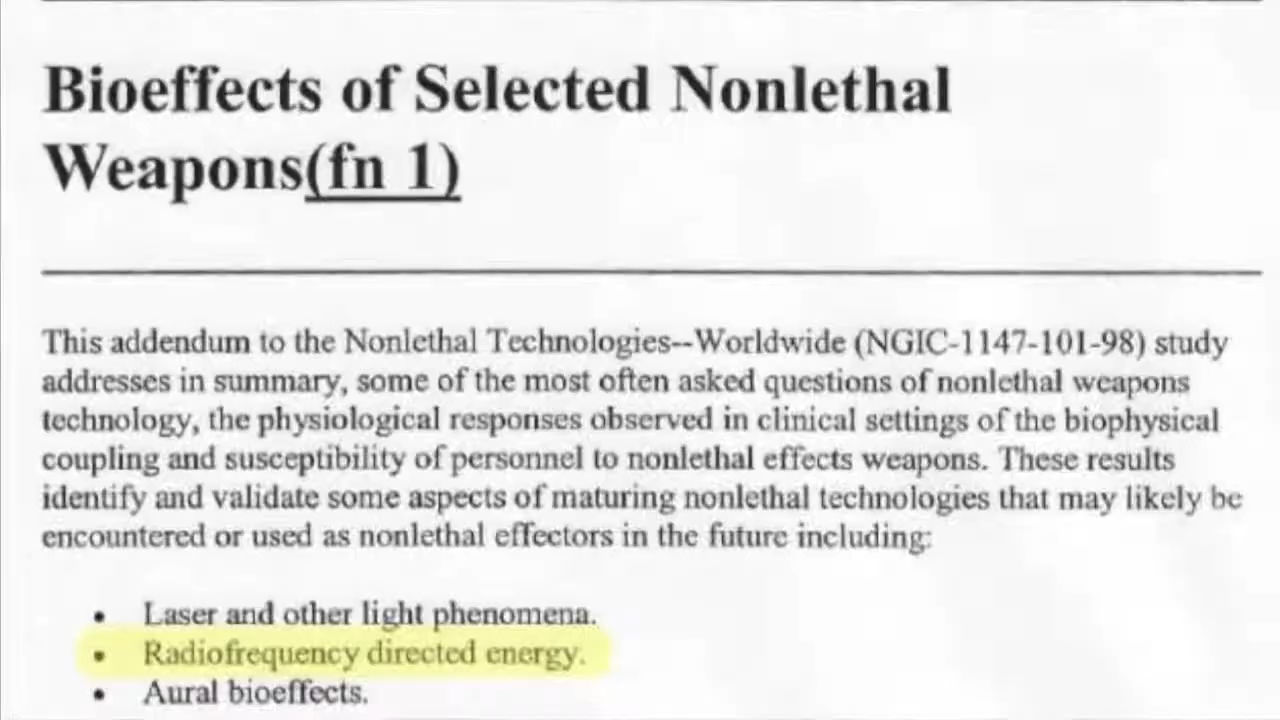 Bioeffects of Selected Nonlethal
Weapons(fn 1)
This addendum to the Nonlethal Technologies--Worldwide (NGIC-1147-101-98) study
addresses in summary, some of the most often asked questions of nonlethal weapons
technology, the physiological responses observed in clinical settings of the biophysical
coupling and susceptibility of personnel to nonlethal effects weapons. These results
identify and validate some aspects of maturing nonlethal technologies that may likely be
encountered or used as nonlethal effectors in the future including:
• Laser and other light phenomena.
• Radiofrequency directed energy.
• Aural bioeffects.